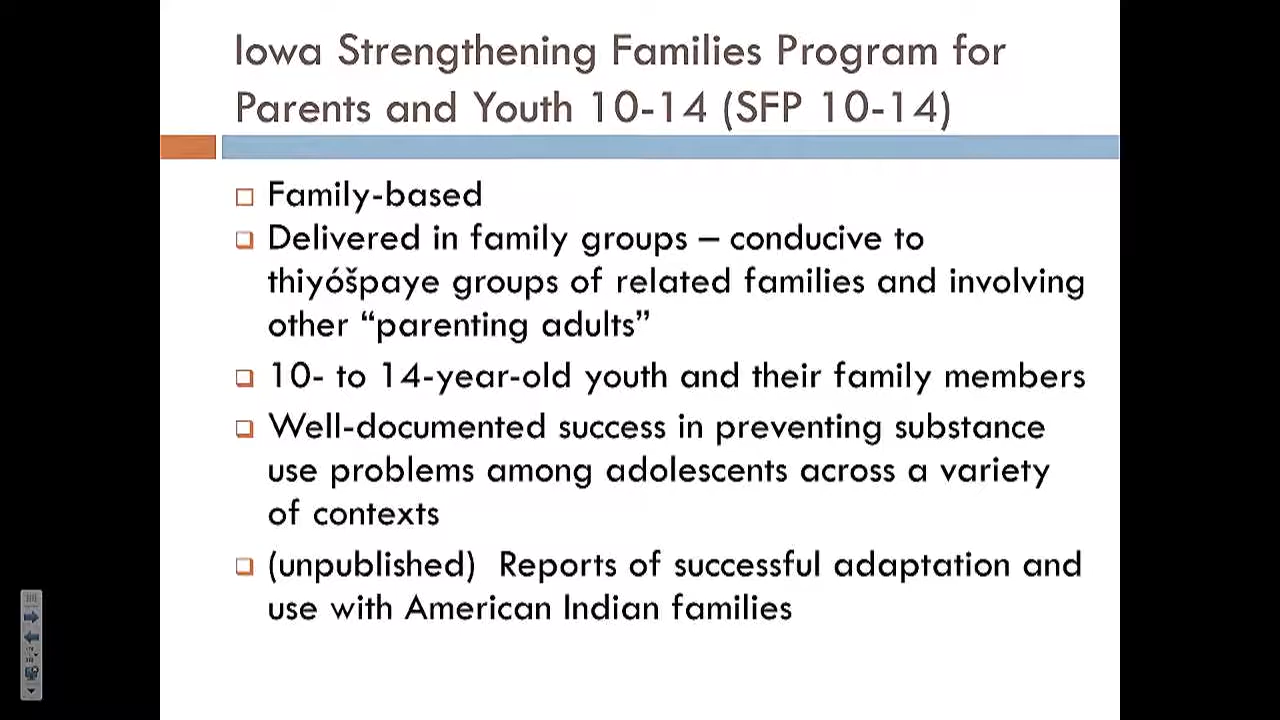 Iowa Strengthening Families Program for
Parents and Youth 10-14 (SFP 10-14)
Family-based
Delivered in family groups – conducive to
thiyóšpaye groups of related families and involving
other “parenting adults”
10- to 14-year-old youth and their family members
Well-documented success in preventing substance
use problems among adolescents across a variety
of contexts
(unpublished) Reports of successful adaptation and
use with American Indian families